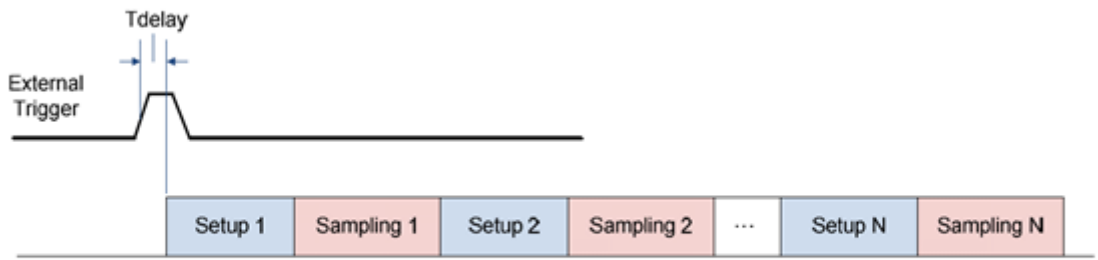 Tdelay
External
Trigger
Setup 1
Sampling 1
Setup 2
Sampling 2
...
Setup N
Sampling N